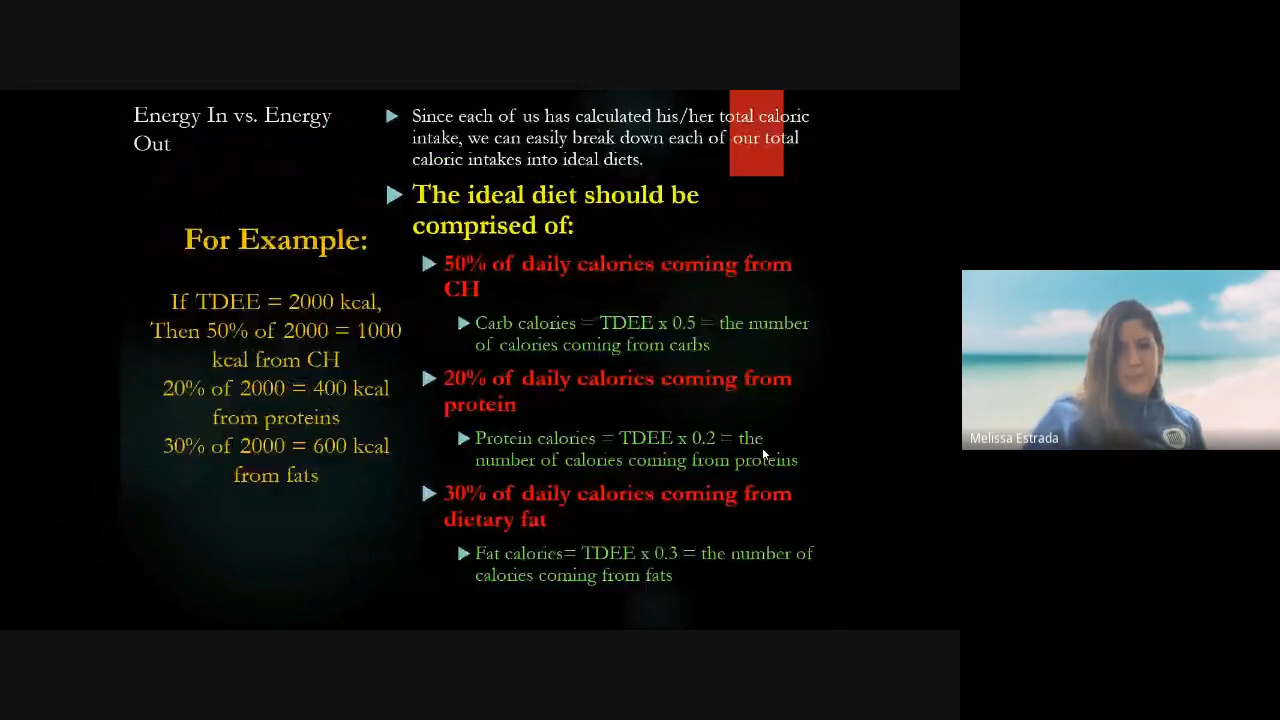 Energy In vs. Energy
Out
For Example:
If TDEE = 2000 kcal,
Then 50% of 2000 = 1000
kcal from CH
20% of 2000 = 400 kcal
from proteins
30% of 2000 = 600 kcal
from fats
Since each of us has calculated his/her total caloric
intake, we can easily break down each of our total
caloric intakes into ideal diets.
The ideal diet should be
comprised of:
50% of daily calories coming from
CH
Carb calories = TDEE x 0.5 = the number
of calories coming from carbs
20% of daily calories coming from
protein
Protein calories = TDEE x 0.2 = the
number of calories coming from proteins
30% of daily calories coming from
dietary fat
Fat calories= TDEE x 0.3 = the number of
calories coming from fats
Melissa Estrada